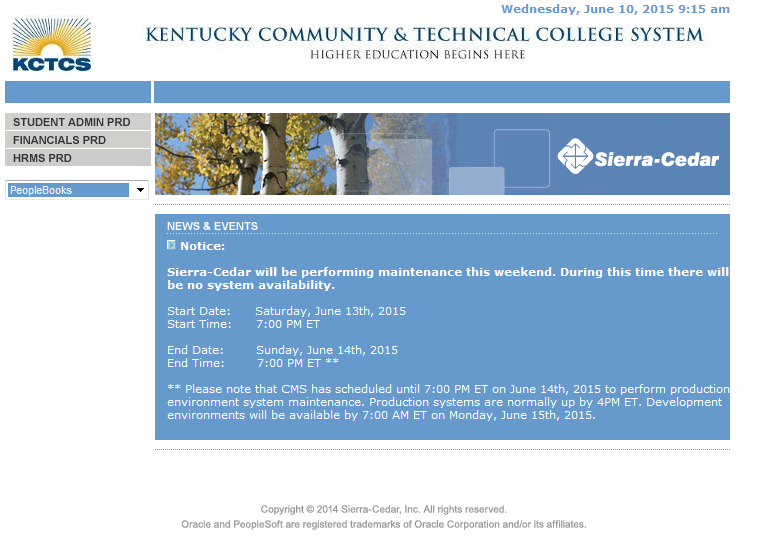 Wednesday, June 10, 2015 9:15 am
KCTCS
KENTUCKY COMMUNITY & TECHNICAL COLLEGE SYSTEM
HIGHER EDUCATION BEGINS HERE
STUDENT ADMIN PRD
FINANCIALS PRD
HRMS PRD
PeopleBooks
Sierra-Cedar
NEWS & EVENTS
Notice:
Sierra-Cedar will be performing maintenance this weekend. During this time there will
be no system availability.
Start Date: Saturday, June 13th, 2015
Start Time: 7:00 PM ET
End Date: Sunday, June 14th, 2015
End Time: 7:00 PM ET **
** Please note that CMS has scheduled until 7:00 PM ET on June 14th, 2015 to perform production
environment system maintenance. Production systems are normally up by 4PM ET. Development
environments will be available by 7:00 AM ET on Monday, June 15th, 2015.
Copyright © 2014 Sierra-Cedar, Inc. All rights reserved.
Oracle and PeopleSoft are registered trademarks of Oracle Corporation and/or its affiliates.